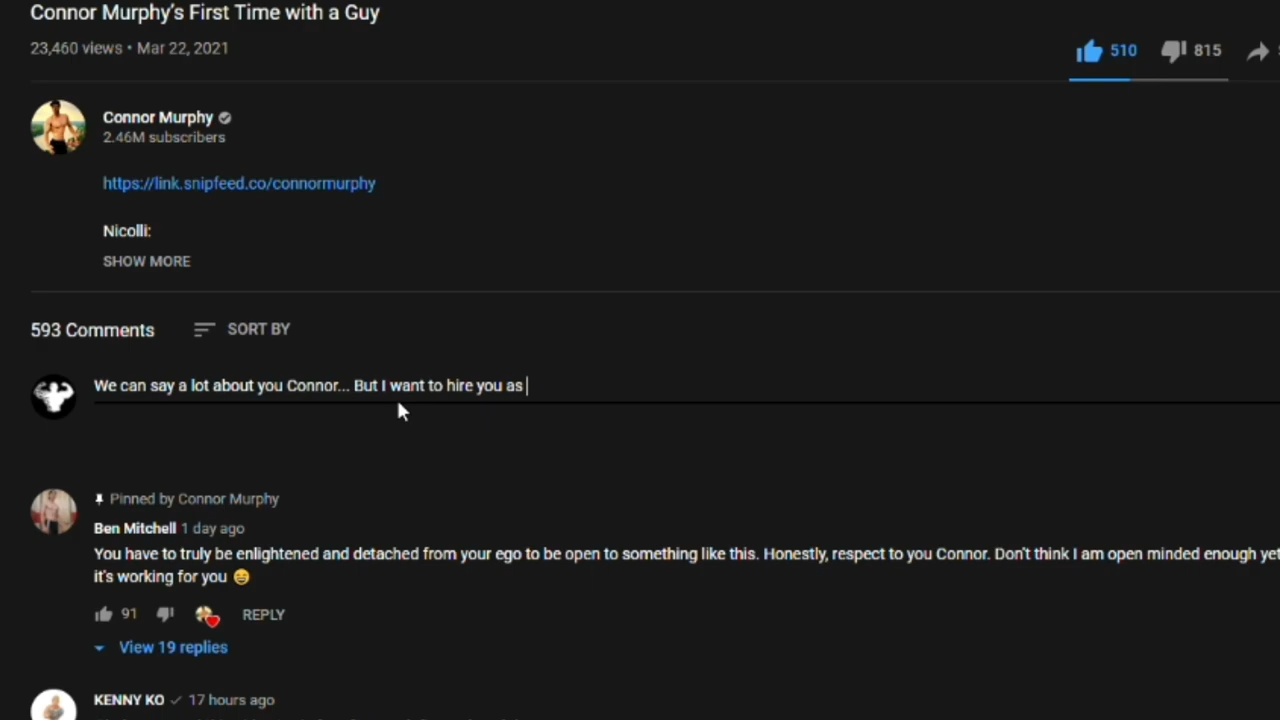 Connor Murphy's First Time with a Guy
23,460 views • Mar 22, 2021
510 815
Connor Murphy
2.46M subscribers
https://link.snipfeed.co/connormurphy
Nicolli:
SHOW MORE
593 Comments SORT BY
We can say a lot about you Connor... But I want to hire you as
Pinned by Connor Murphy
Ben Mitchell 1 day ago
You have to truly be enlightened and detached from your ego to be open to something like this. Honestly, respect to you Connor. Don't think I am open minded enough yet
it's working for you 😄
91 REPLY
View 19 replies
KENNY KO 17 hours ago